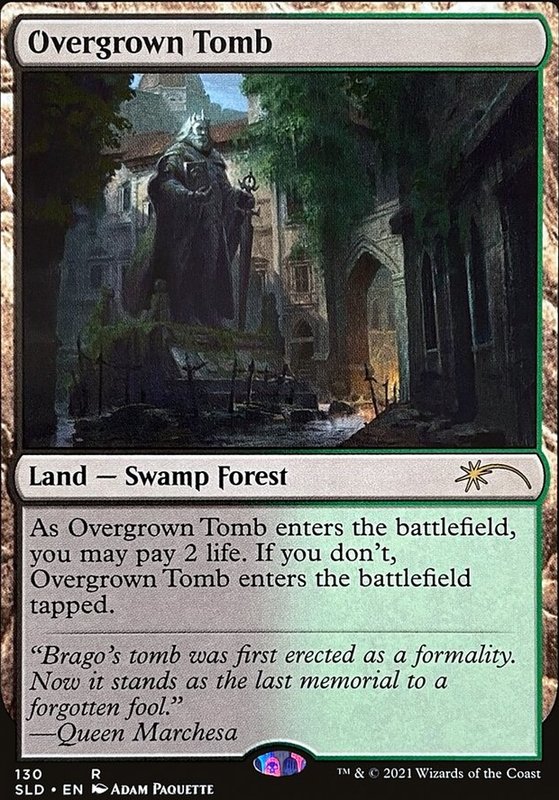 Overgrown Tomb
Land — Swamp Forest
As Overgrown Tomb enters the battlefield,
you may pay 2 life. If you don't,
Overgrown Tomb enters the battlefield
tapped.
"Brago's tomb was first erected as a formality.
Now it stands as the last memorial to a
forgotten fool."
—Queen Marchesa
130 R
SLD • EN Adam Paquette
™ & © 2021 Wizards of the Coast